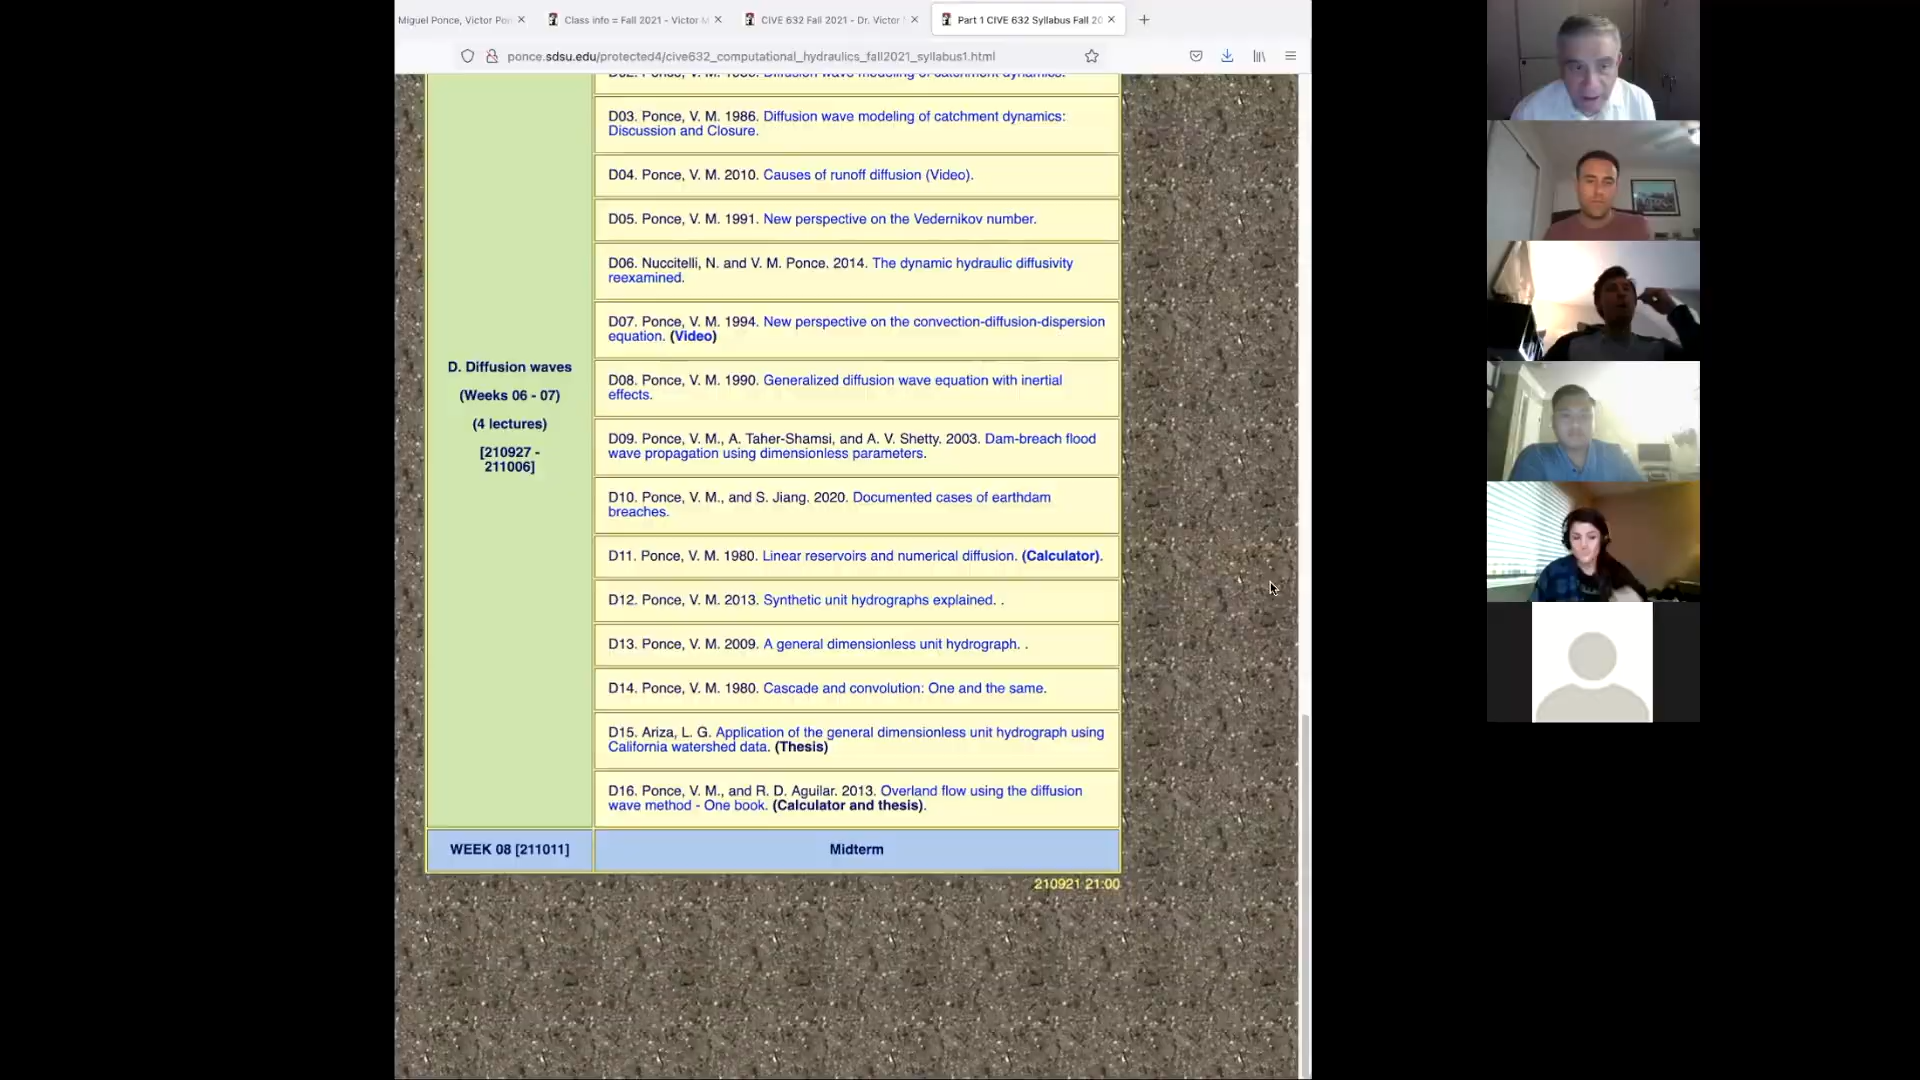 Miguel Ponce, Victor Pon
Class info = Fall 2021 - Victor M
CIVE 632 Fall 2021 - Dr. Victor
Part 1 CIVE 632 Syllabus Fall 20
ponce.sdsu.edu/protected4/cive632_computational_hydraulics_fall2021_syllabus1.html
D03. Ponce, V. M. 1986. Diffusion wave modeling of catchment dynamics:
Discussion and Closure.
D04. Ponce, V. M. 2010. Causes of runoff diffusion (Video).
D05. Ponce, V. M. 1991. New perspective on the Vedernikov number.
D06. Nuccitelli, N. and V. M. Ponce. 2014. The dynamic hydraulic diffusivity
reexamined.
D07. Ponce, V. M. 1994. New perspective on the convection-diffusion-dispersion
equation. (Video)
D. Diffusion waves
(Weeks 06 - 07)
(4 lectures)
[210927 -
211006]
D08. Ponce, V. M. 1990. Generalized diffusion wave equation with inertial
effects.
D09. Ponce, V. M., A. Taher-Shamsi, and A. V. Shetty. 2003. Dam-breach flood
wave propagation using dimensionless parameters.
D10. Ponce, V. M., and S. Jiang. 2020. Documented cases of earthdam
breaches.
D11. Ponce, V. M. 1980. Linear reservoirs and numerical diffusion. (Calculator).
D12. Ponce, V. M. 2013. Synthetic unit hydrographs explained. .
D13. Ponce, V. M. 2009. A general dimensionless unit hydrograph. .
D14. Ponce, V. M. 1980. Cascade and convolution: One and the same.
D15. Ariza, L. G. Application of the general dimensionless unit hydrograph using
California watershed data. (Thesis)
D16. Ponce, V. M., and R. D. Aguilar. 2013. Overland flow using the diffusion
wave method - One book. (Calculator and thesis).
WEEK 08 [211011]
Midterm
210921 21:00